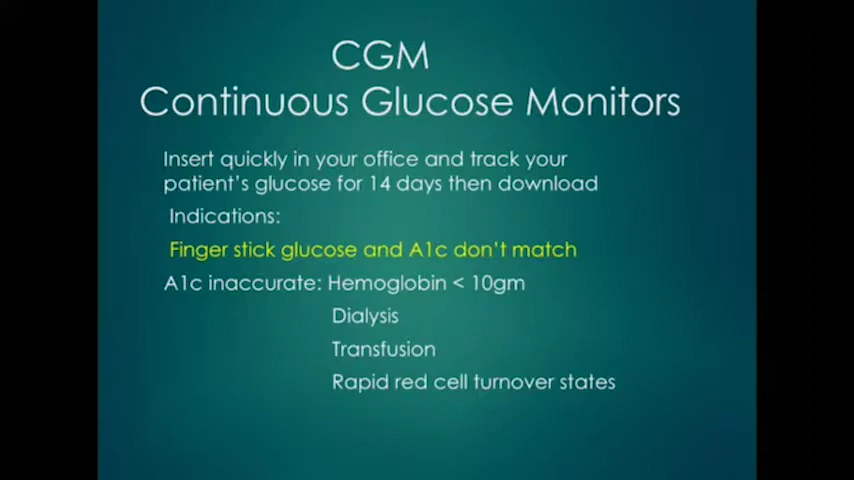 CGM
Continuous Glucose Monitors
Insert quickly in your office and track your
patient's glucose for 14 days then download
Indications:
Finger stick glucose and A1c don't match
A1c inaccurate: Hemoglobin < 10gm
Dialysis
Transfusion
Rapid red cell turnover states